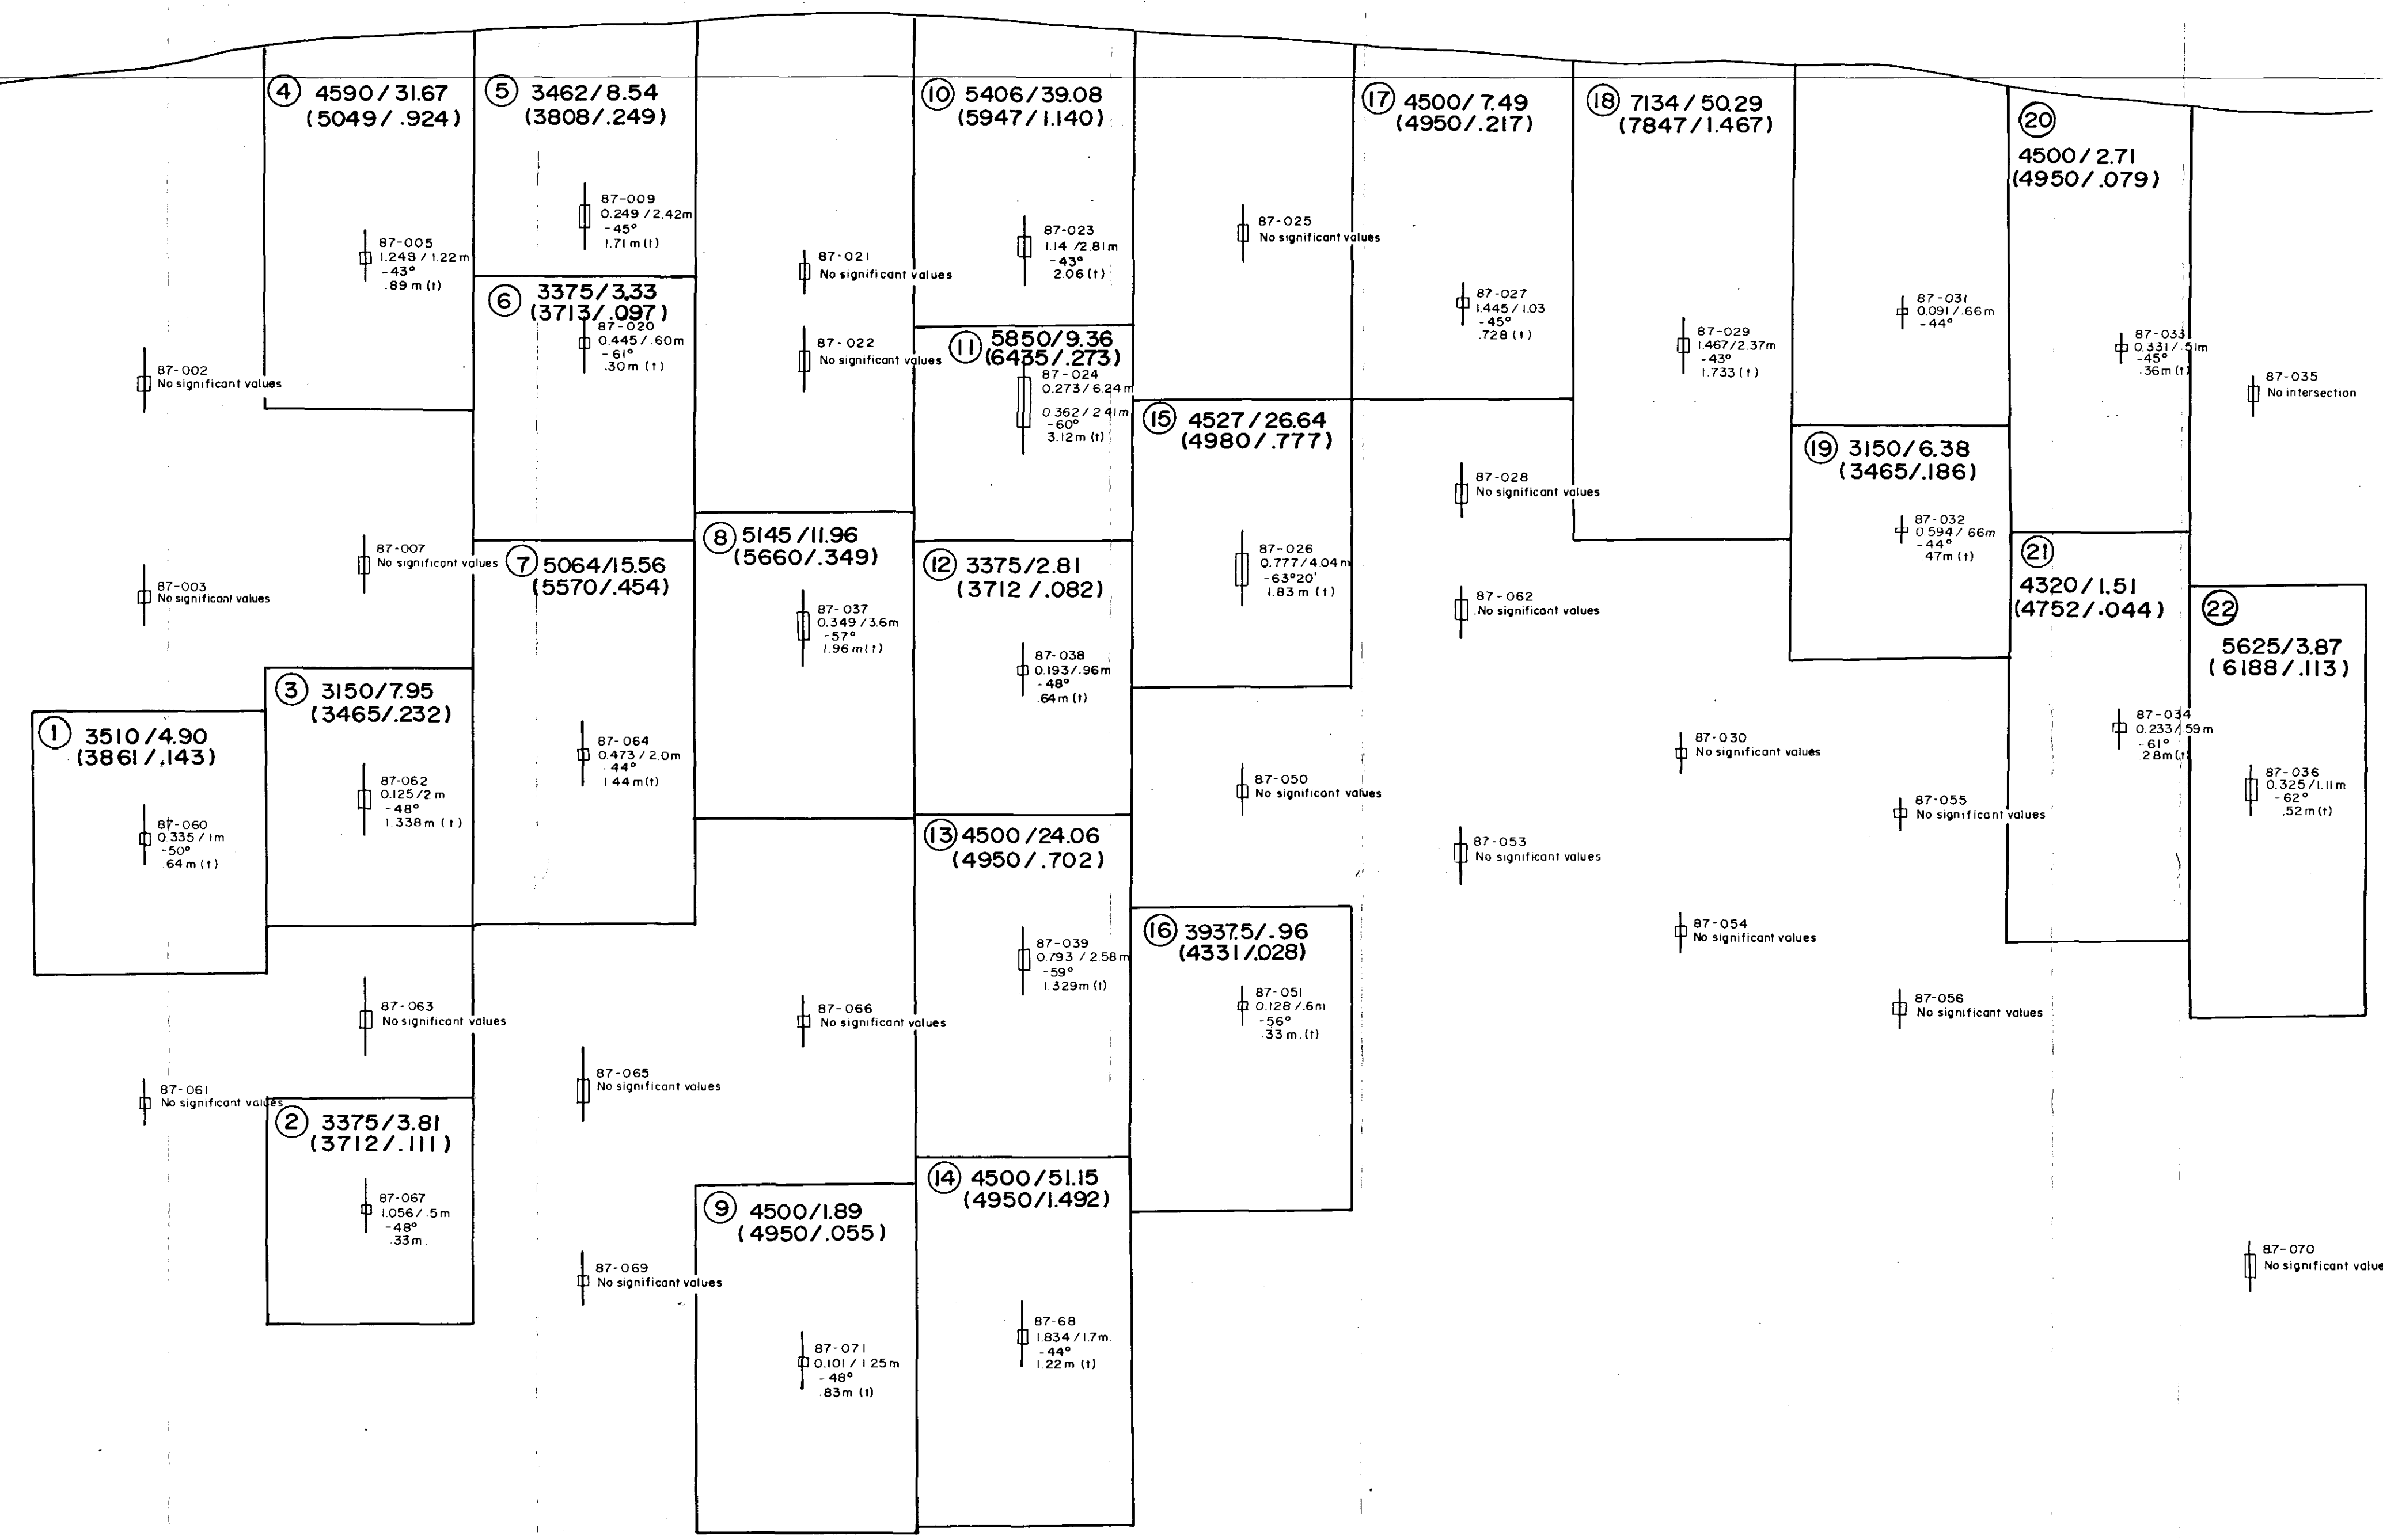 ④ 4590/31.67
(5049/.924)
87-005
1.248/1.22m
-43°
.89 m (t)
⑤ 3462/8.54
(3808/.249)
87-009
0.249/2.42m
-45°
1.71 m (t)
⑥ 3375/3.33
(3713/.097)
87-020
0.445/.60m
-61°
.30 m (t)
87-021
No significant values
87-022
No significant values
⑩ 5406/39.08
(5947/1.140)
87-023
1.14/2.81m
-43°
2.06 (t)
⑪ 5850/9.36
(6435/.273)
87-024
0.273/6.24m
0.362/2.41m
-60°
3.12m (t)
87-025
No significant values
⑰ 4500/7.49
(4950/.217)
87-027
1.445/1.03
-45°
.728 (t)
⑱ 7134/50.29
(7847/1.467)
87-029
1.467/2.37m
-43°
1.733 (t)
87-031
0.091/.66m
-44°
⑳
4500/2.71
(4950/.079)
87-033
0.331/.51m
-45°
.36m (t)
87-035
No intersection
87-002
No significant values
87-003
No significant values
87-007
No significant values
⑦ 5064/15.56
(5570/.454)
87-064
0.473/2.0m
44°
1.44 m (t)
⑧ 5145/11.96
(5660/.349)
87-037
0.349/3.6m
-57°
1.96 m (t)
⑫ 3375/2.81
(3712/.082)
87-038
0.193/.96m
-48°
.64m (t)
⑮ 4527/26.64
(4980/.777)
87-026
0.777/4.04m
-63°20'
1.83 m (t)
87-028
No significant values
87-062
No significant values
⑲ 3150/6.38
(3465/.186)
87-032
0.594/.66m
-44°
.47m (t)
㉑
4320/1.51
(4752/.044)
87-034
0.233/.59m
-61°
.28m (t)
㉒
5625/3.87
(6188/.113)
87-036
0.325/1.11m
-62°
.52m (t)
① 3510/4.90
(3861/.143)
87-060
0.335/1m
-50°
.64 m (t)
③ 3150/7.95
(3465/.232)
87-062
0.125/2m
-48°
1.338m (t)
87-050
No significant values
87-030
No significant values
87-053
No significant values
87-055
No significant values
87-054
No significant values
87-056
No significant values
⑬ 4500/24.06
(4950/.702)
87-039
0.793/2.58m
-59°
1.329m. (t)
⑯ 3937.5/.96
(4331/.028)
87-051
0.128/.6m
-56°
.33 m. (t)
87-063
No significant values
87-066
No significant values
87-065
No significant values
87-061
No significant values
② 3375/3.81
(3712/.111)
87-067
1.056/.5m
-48°
.33m.
87-069
No significant values
⑨ 4500/1.89
(4950/.055)
87-071
0.101/1.25m
-48°
.83m (t)
⑭ 4500/51.15
(4950/1.492)
87-68
1.834/1.7m.
-44°
1.22m (t)
87-070
No significant value